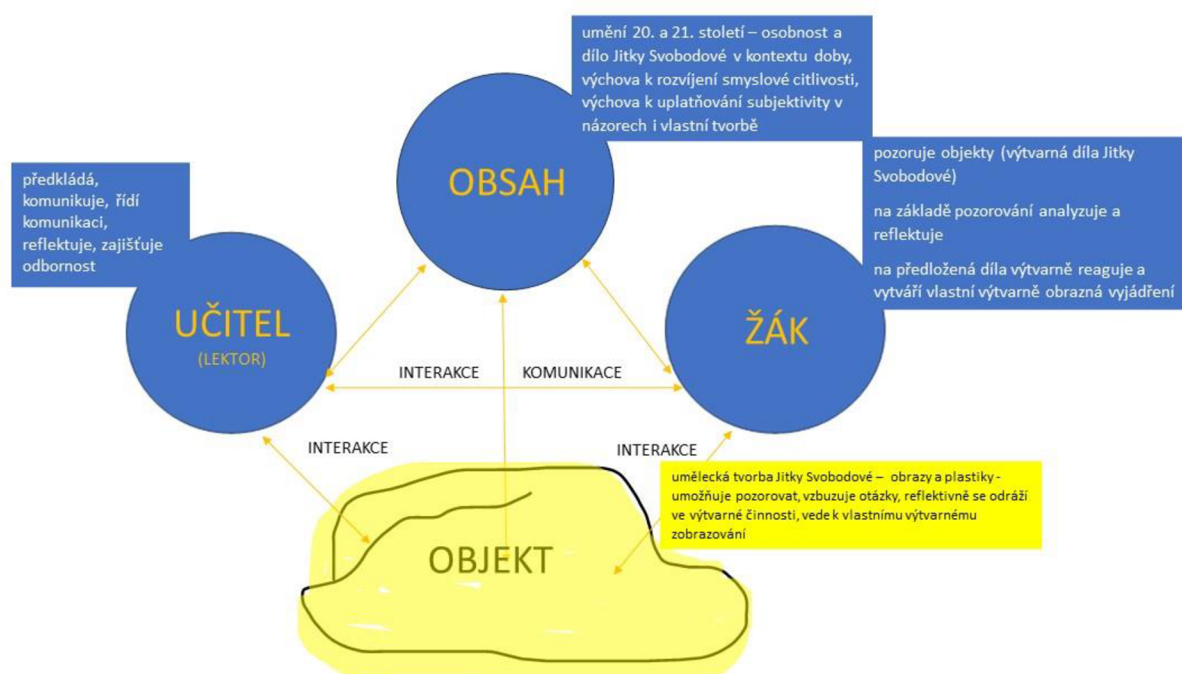 umění 20. a 21. století – osobnost a
dílo Jitky Svobodové v kontextu doby,
výchova k rozvíjení smyslové citlivosti,
výchova k uplatňování subjektivity v
názorech i vlastní tvorbě
OBSAH
pozoruje objekty (výtvarná díla Jitky
Svobodové)
na základě pozorování analyzuje a
reflektuje
na předložená díla výtvarně reaguje a
vytváří vlastní výtvarně obrazná vyjádření
předkládá,
komunikuje, řídí
komunikaci,
reflektuje, zajišťuje
odbornost
UČITEL
(LEKTOR)
ŽÁK
INTERAKCE
KOMUNIKACE
INTERAKCE
INTERAKCE
umělecká tvorba Jitky Svobodové – obrazy a plastiky -
umožňuje pozorovat, vzbuzuje otázky, reflektivně se odráží
ve výtvarné činnosti, vede k vlastnímu výtvarnému
zobrazování
OBJEKT